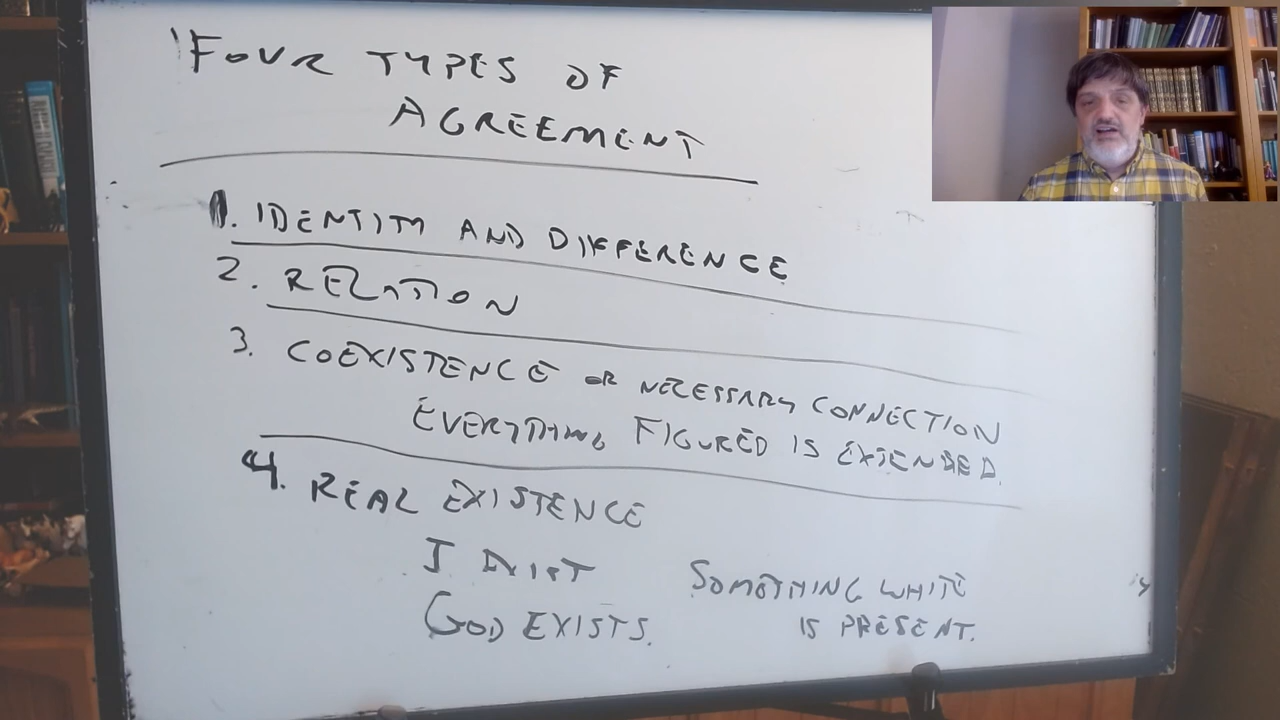 FOUR TYPES OF
AGREEMENT
1. IDENTITY AND DIFFERENCE
2. RELATION
3. COEXISTENCE OR NECESSARY CONNECTION
EVERYTHING FIGURED IS EXTENDED.
4. REAL EXISTENCE
I EXIST
GOD EXISTS.
SOMETHING WHITE
IS PRESENT.